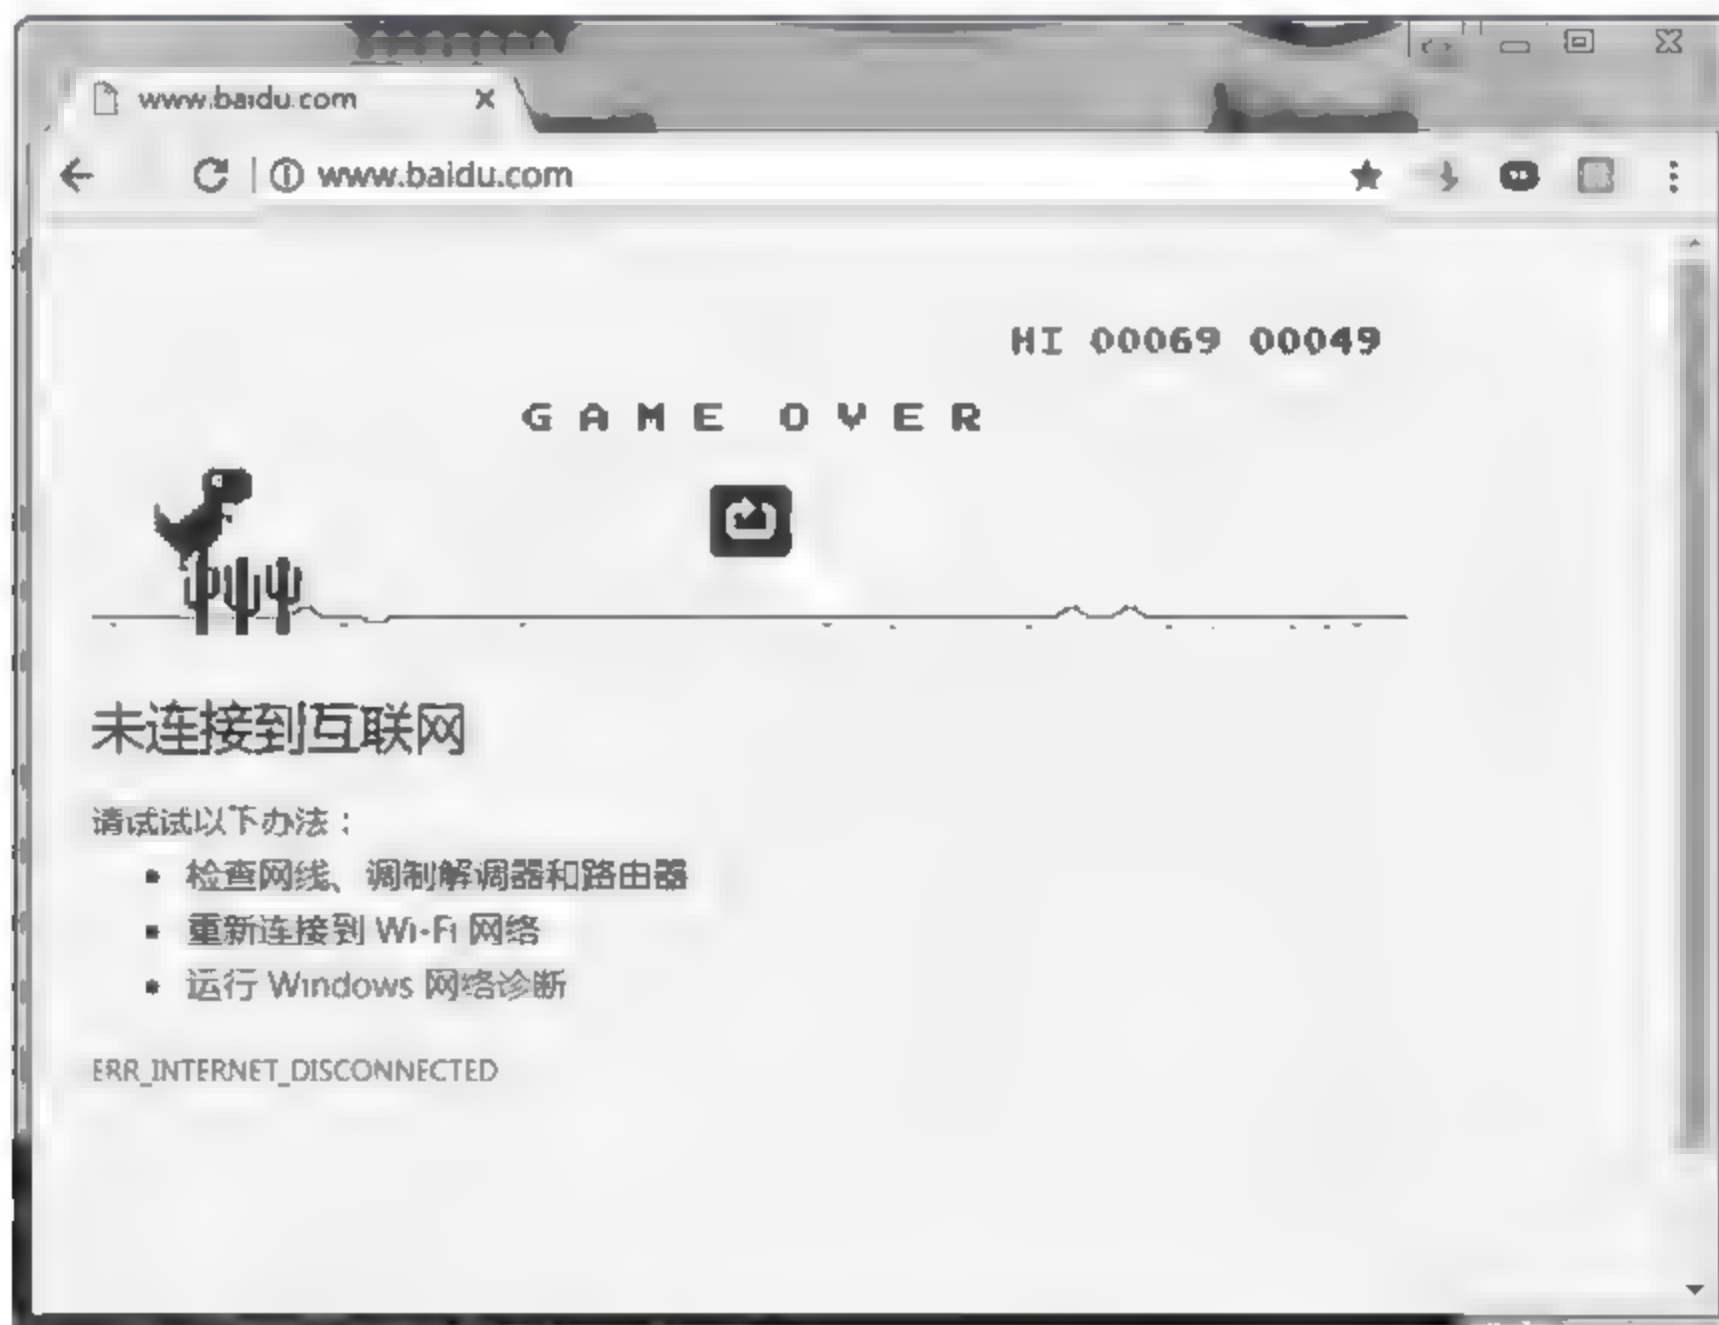 www.baidu.com
www.baidu.com
HI 00069 00049
GAME OVER
未连接到互联网
请试试以下办法：
检查网线、调制解调器和路由器
重新连接到 Wi-Fi 网络
运行 Windows 网络诊断
ERR_INTERNET_DISCONNECTED